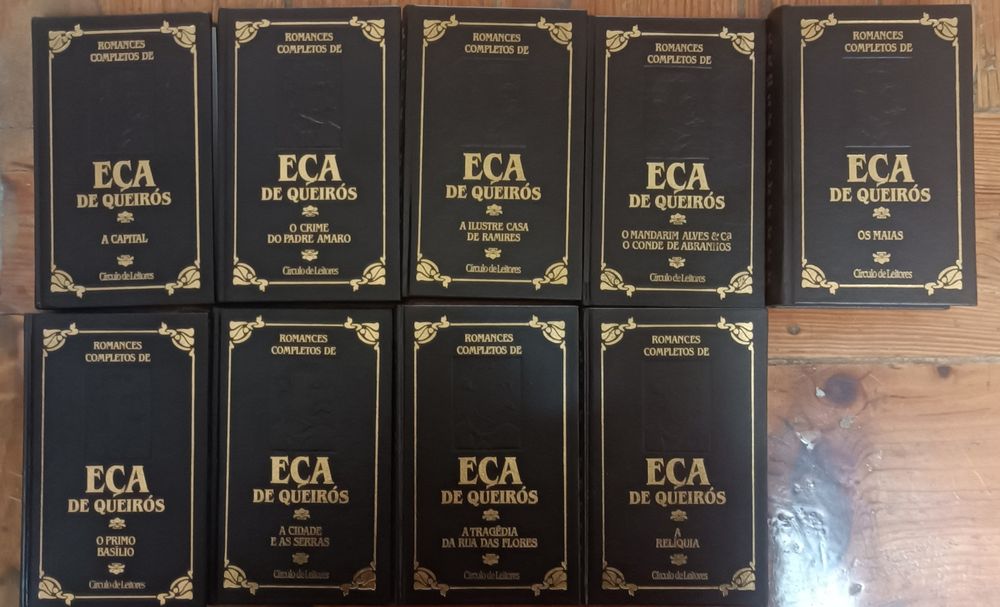 ROMANCES
COMPLETOS DE
EÇA
DE QUEIRÓS
A CAPITAL
Círculo de Leitores
ROMANCES
COMPLETOS DE
EÇA
DE QUEIRÓS
O CRIME
DO PADRE AMARO
Círculo de Leitores
ROMANCES
COMPLETOS DE
EÇA
DE QUEIRÓS
A ILUSTRE CASA
DE RAMIRES
Círculo de Leitores
ROMANCES
COMPLETOS DE
EÇA
DE QUEIRÓS
O MANDARIM ALVES & Cª
O CONDE DE ABRANHOS
Círculo de Leitores
ROMANCES
COMPLETOS DE
EÇA
DE QUEIRÓS
OS MAIAS
Círculo de Leitores
ROMANCES
COMPLETOS DE
EÇA
DE QUEIRÓS
O PRIMO
BASÍLIO
Círculo de Leitores
ROMANCES
COMPLETOS DE
EÇA
DE QUEIRÓS
A CIDADE
E AS SERRAS
Círculo de Leitores
ROMANCES
COMPLETOS DE
EÇA
DE QUEIRÓS
A TRAGÉDIA
DA RUA DAS FLORES
Círculo de Leitores
ROMANCES
COMPLETOS DE
EÇA
DE QUEIRÓS
A
RELÍQUIA
Círculo de Leitores